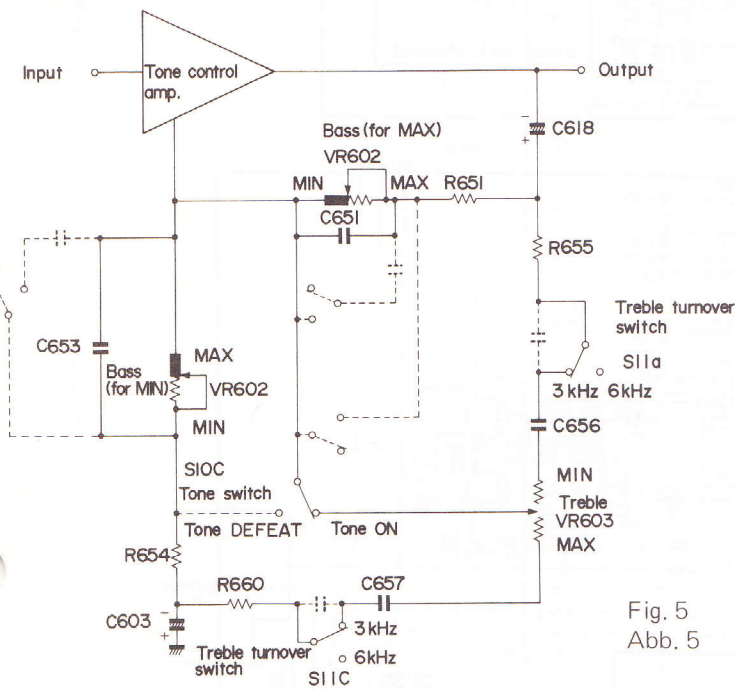 Input
Tone control
amp.
Output
C618
Bass (for MAX)
VR602
MIN
MAX
R651
C651
R655
Treble turnover
switch
S11a
3kHz 6kHz
C653
Bass
(for MIN)
MAX
VR602
MIN
C656
MIN
Treble
VR603
MAX
S10C
Tone switch
Tone DEFEAT
Tone ON
R654
R660
C657
C603
3kHz
6kHz
Treble turnover
switch
S11C
Fig. 5
Abb. 5